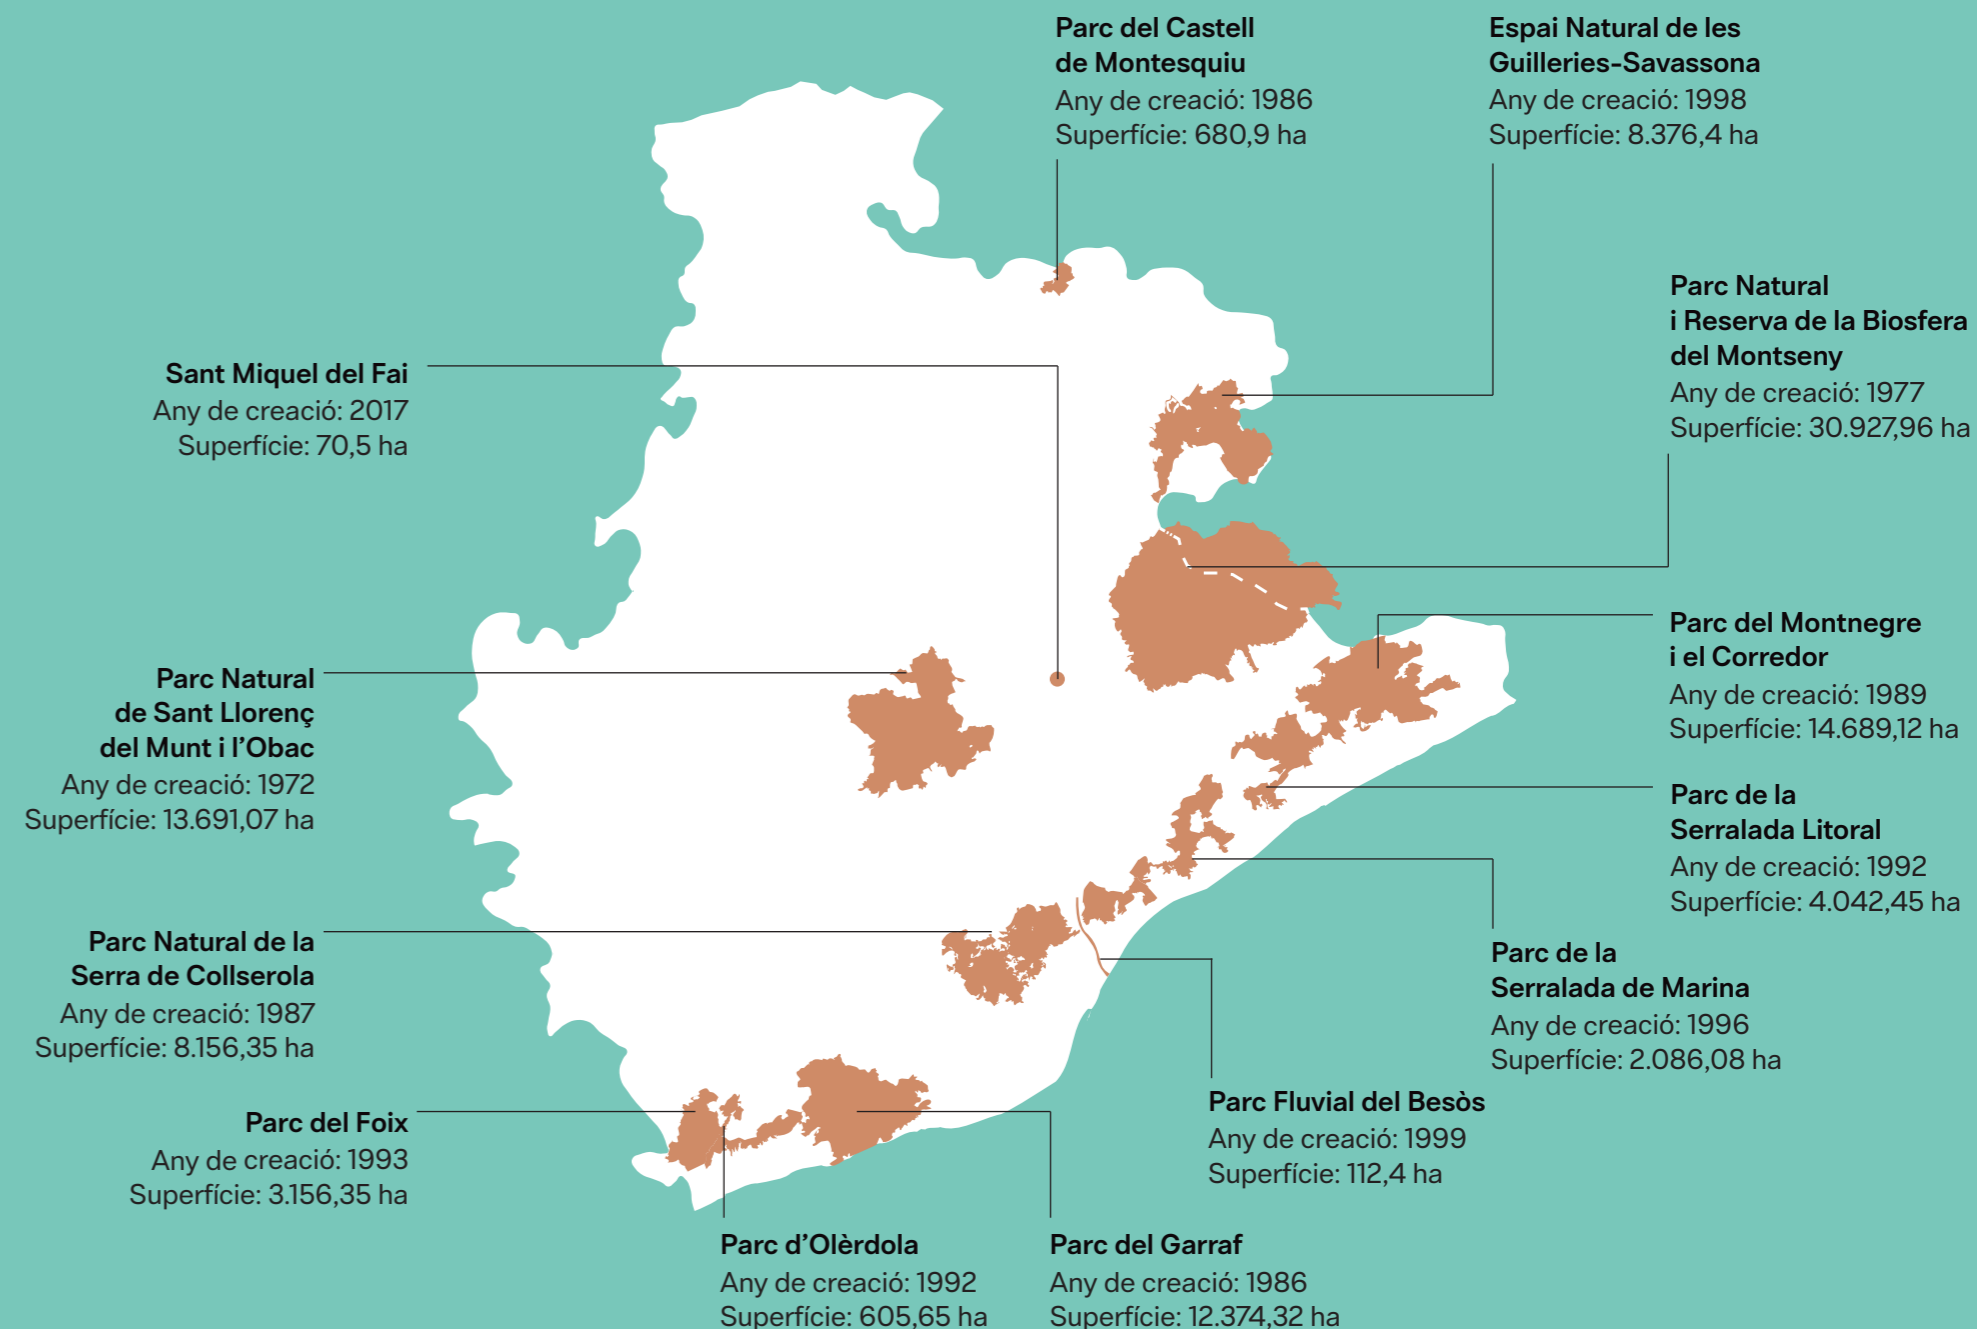 Parc del Castell
de Montesquiu
Any de creació: 1986
Superfície: 680,9 ha
Espai Natural de les
Guilleries-Savassona
Any de creació: 1998
Superfície: 8.376,4 ha
Parc Natural
i Reserva de la Biosfera
del Montseny
Any de creació: 1977
Superfície: 30.927,96 ha
Sant Miquel del Fai
Any de creació: 2017
Superfície: 70,5 ha
Parc del Montnegre
i el Corredor
Any de creació: 1989
Superfície: 14.689,12 ha
Parc Natural
de Sant Llorenç
del Munt i l’Obac
Any de creació: 1972
Superfície: 13.691,07 ha
Parc de la
Serralada Litoral
Any de creació: 1992
Superfície: 4.042,45 ha
Parc Natural de la
Serra de Collserola
Any de creació: 1987
Superfície: 8.156,35 ha
Parc de la
Serralada de Marina
Any de creació: 1996
Superfície: 2.086,08 ha
Parc Fluvial del Besòs
Any de creació: 1999
Superfície: 112,4 ha
Parc del Foix
Any de creació: 1993
Superfície: 3.156,35 ha
Parc d’Olèrdola
Any de creació: 1992
Superfície: 605,65 ha
Parc del Garraf
Any de creació: 1986
Superfície: 12.374,32 ha